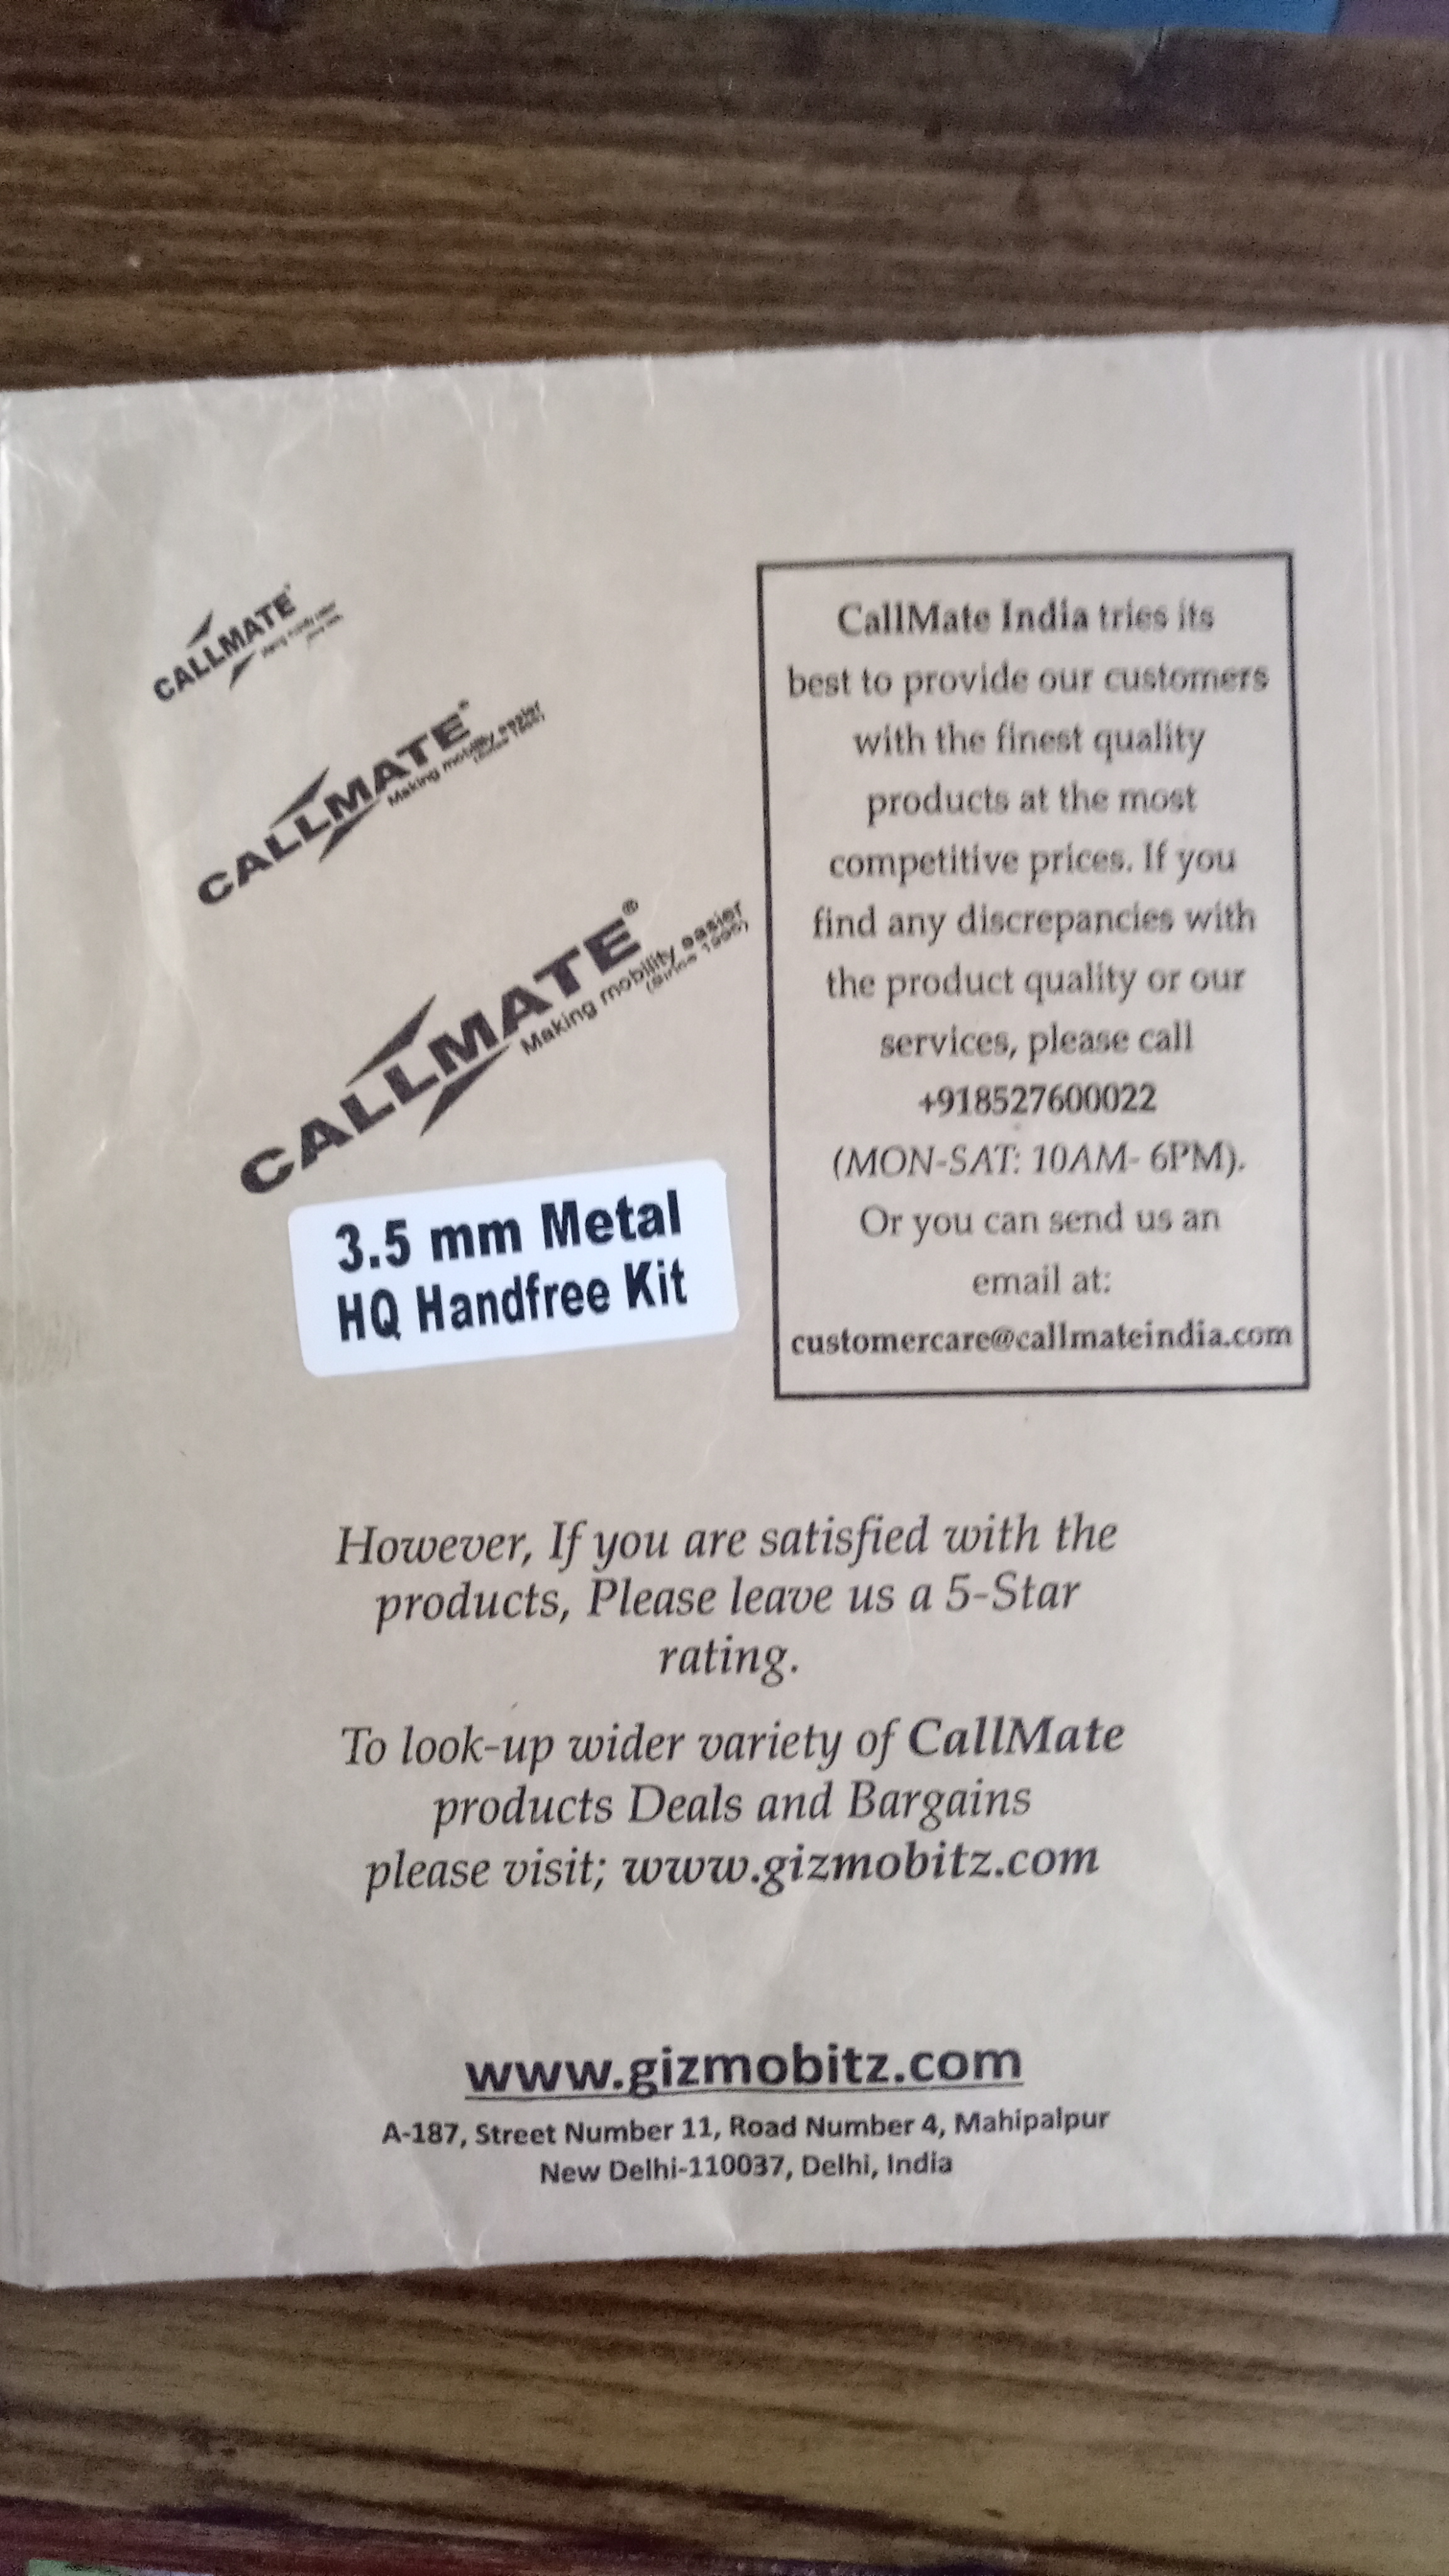 CALLMATE
CALLMATE®
Making mobility easier
CALLMATE®
Making mobility easier
(Since 1995)
3.5 mm Metal
HQ Handfree Kit
CallMate India tries its
best to provide our customers
with the finest quality
products at the most
competitive prices. If you
find any discrepancies with
the product quality or our
services, please call
+918527600022
(MON-SAT: 10AM- 6PM).
Or you can send us an
email at:
customercare@callmateindia.com
However, If you are satisfied with the
products, Please leave us a 5-Star
rating.
To look-up wider variety of CallMate
products Deals and Bargains
please visit; www.gizmobitz.com
www.gizmobitz.com
A-187, Street Number 11, Road Number 4, Mahipalpur
New Delhi-110037, Delhi, India